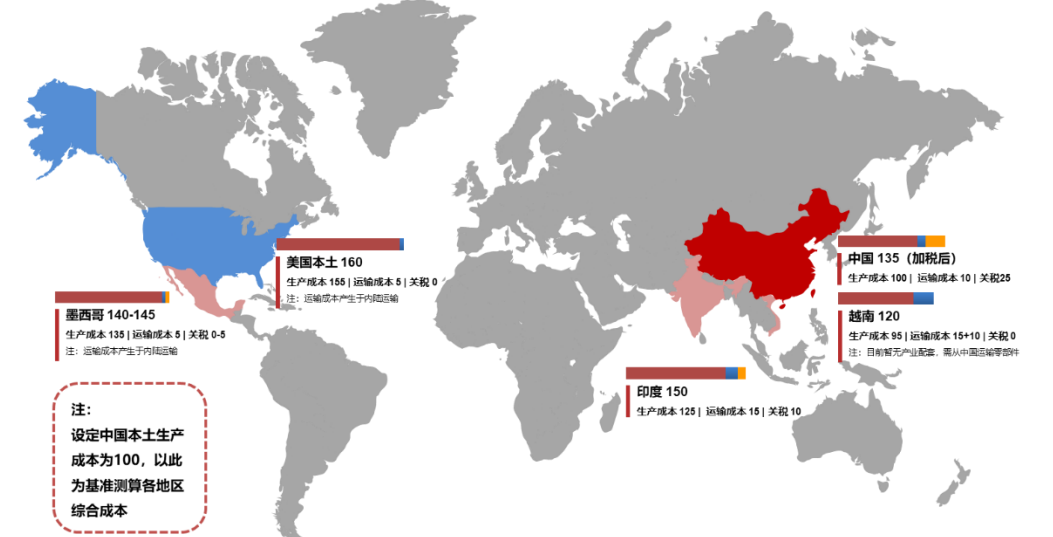 美国本土 160
生产成本 155 | 运输成本 5 | 关税 0
注：运输成本产生于内陆运输
墨西哥 140-145
生产成本 135 | 运输成本 5 | 关税 0-5
注：运输成本产生于内陆运输
中国 135（加税后）
生产成本 100 | 运输成本 10 | 关税25
越南 120
生产成本 95 | 运输成本 15+10 | 关税 0
注：目前暂无产业配套，需从中国运输零部件
印度 150
生产成本 125 | 运输成本 15 | 关税 10
注：
设定中国本土生产
成本为100，以此
为基准测算各地区
综合成本